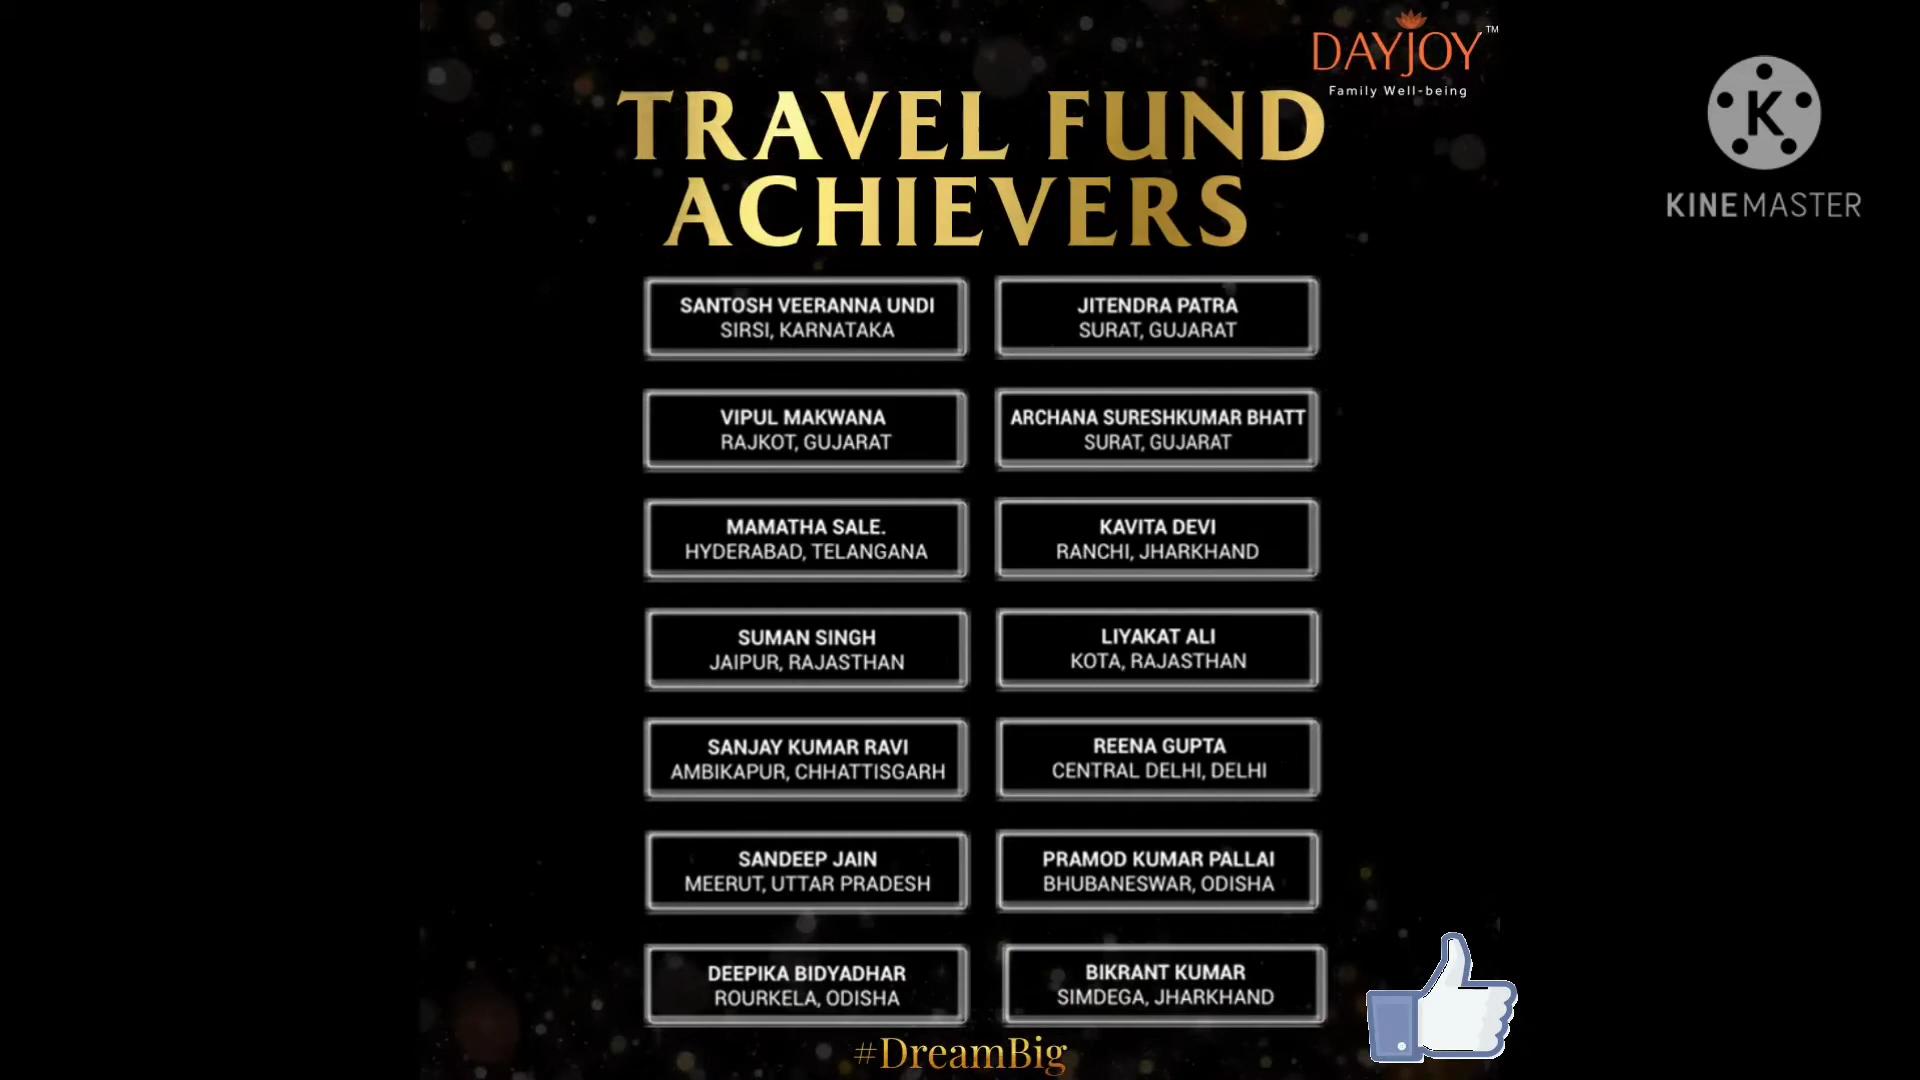 DAYJOY™
Family Well-being
K
KINEMASTER
TRAVEL FUND
ACHIEVERS
SANTOSH VEERANNA UNDI
SIRSI, KARNATAKA
JITENDRA PATRA
SURAT, GUJARAT
VIPUL MAKWANA
RAJKOT, GUJARAT
ARCHANA SURESHKUMAR BHATT
SURAT, GUJARAT
MAMATHA SALE.
HYDERABAD, TELANGANA
KAVITA DEVI
RANCHI, JHARKHAND
SUMAN SINGH
JAIPUR, RAJASTHAN
LIYAKAT ALI
KOTA, RAJASTHAN
SANJAY KUMAR RAVI
AMBIKAPUR, CHHATTISGARH
REENA GUPTA
CENTRAL DELHI, DELHI
SANDEEP JAIN
MEERUT, UTTAR PRADESH
PRAMOD KUMAR PALLAI
BHUBANESWAR, ODISHA
DEEPIKA BIDYADHAR
ROURKELA, ODISHA
BIKRANT KUMAR
SIMDEGA, JHARKHAND
#DreamBig